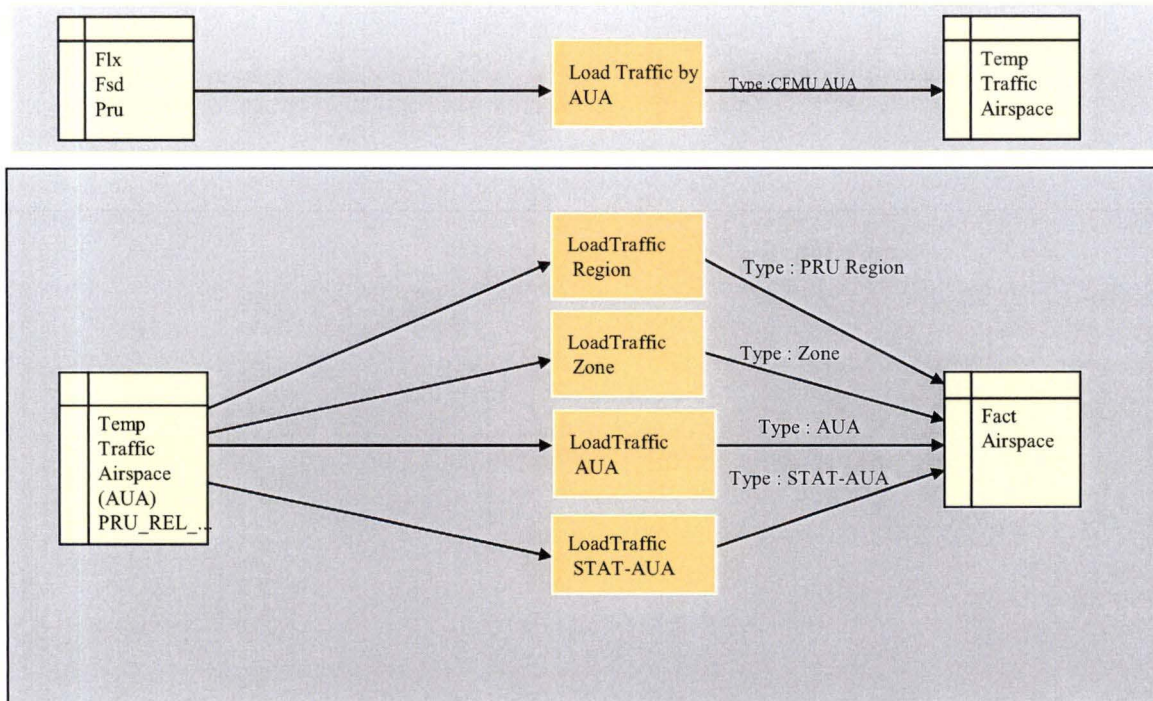 Flx
Fsd
Pru
Load Traffic by
AUA
Type :CFMU AUA
Temp
Traffic
Airspace
LoadTraffic
Region
Type : PRU Region
LoadTraffic
Zone
Type : Zone
Temp
Traffic
Airspace
(AUA)
PRU_REL_...
LoadTraffic
AUA
Type : AUA
Fact
Airspace
Type : STAT-AUA
LoadTraffic
STAT-AUA